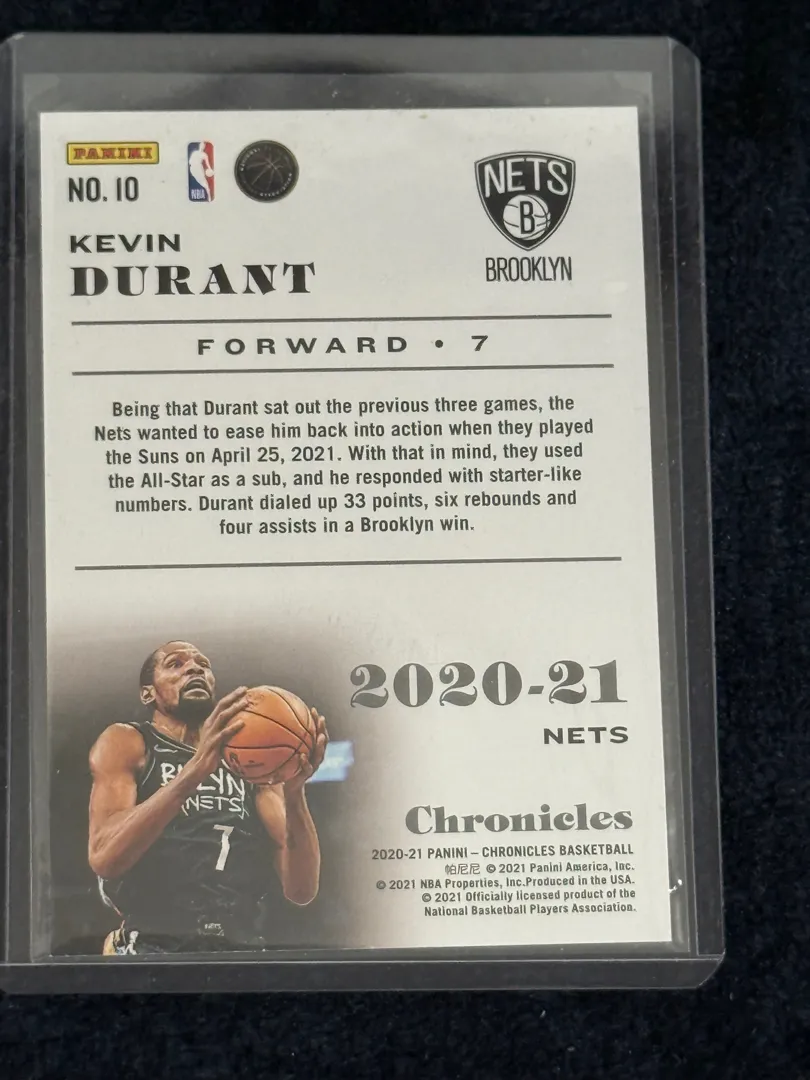 PANINI
NO. 10
NBA
NETS
B
BROOKLYN
KEVIN
DURANT
FORWARD • 7
Being that Durant sat out the previous three games, the
Nets wanted to ease him back into action when they played
the Suns on April 25, 2021. With that in mind, they used
the All-Star as a sub, and he responded with starter-like
numbers. Durant dialed up 33 points, six rebounds and
four assists in a Brooklyn win.
2020-21
NETS
NETS
7
Chronicles
2020-21 PANINI – CHRONICLES BASKETBALL
帕尼尼 © 2021 Panini America, Inc.
© 2021 NBA Properties, Inc.Produced in the USA.
© 2021 Officially licensed product of the
National Basketball Players Association.